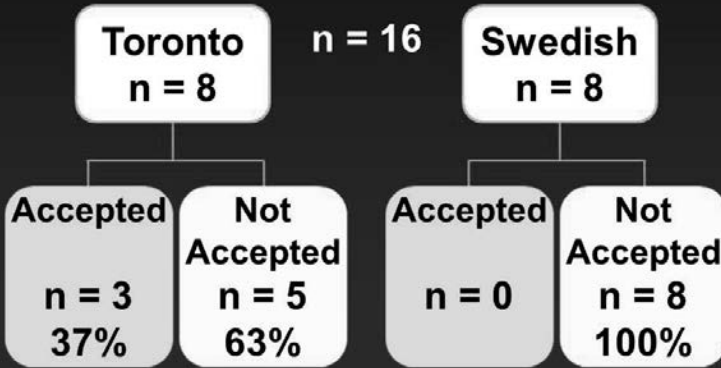 Toronto
n = 8
n = 16
Swedish
n = 8
Accepted
n = 3
37%
Not
Accepted
n = 5
63%
Accepted
n = 0
Not
Accepted
n = 8
100%